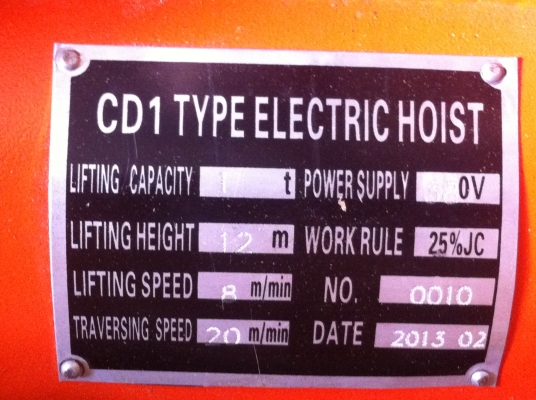 CD1 TYPE ELECTRIC HOIST
LIFTING CAPACITY t POWER SUPPLY 0V
LIFTING HEIGHT 12 m WORK RULE 25%JC
LIFTING SPEED 8 m/min NO. 0010
TRAVERSING SPEED 20 m/min DATE 2013 02